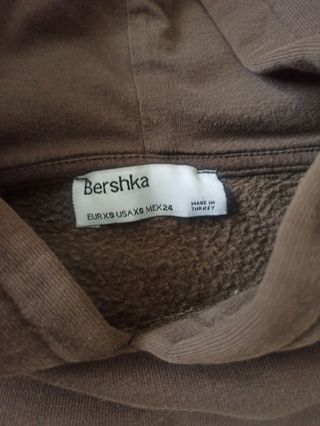 Bershka
EUR XS USA XS MEX 24
MADE IN
TURKEY